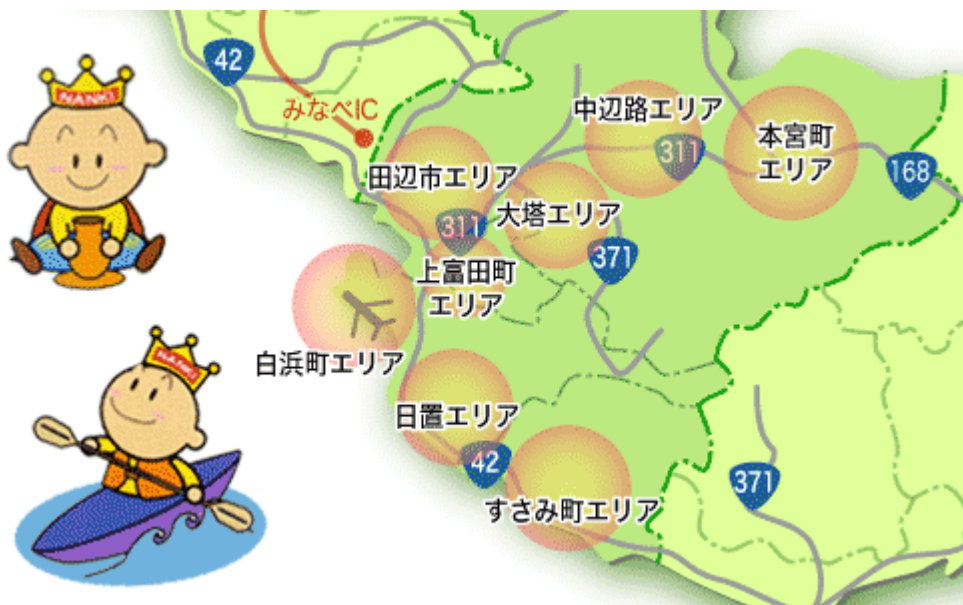 42
NANKI
みなべIC
中辺路エリア
311
本宮町
エリア
168
田辺市エリア
大塔エリア
311
371
上富田町
エリア
白浜町エリア
NANKI
日置エリア
42
371
すさみ町エリア